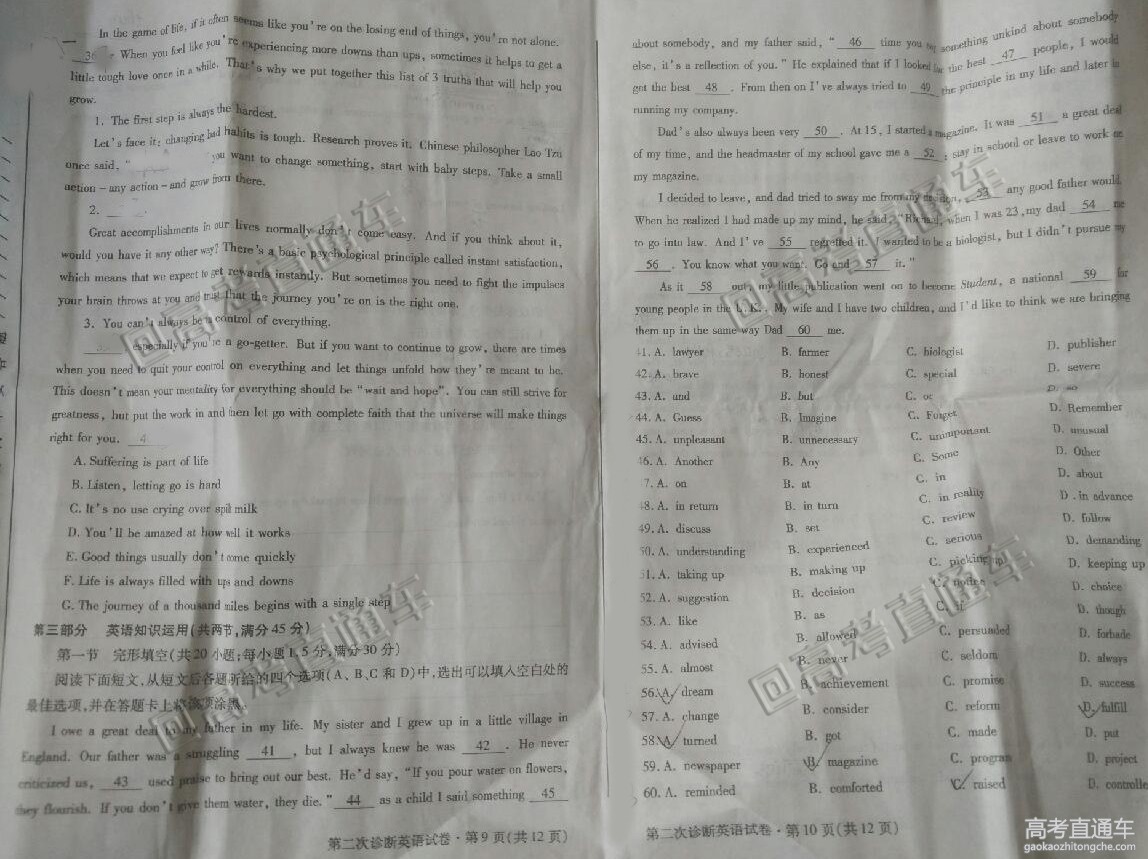 In the game of life, if it often seems like you're on the losing end of things, you're not alone.
36 . When you feel like you're experiencing more downs than ups, sometimes it helps to get a
little tough love once in a while. That's why we put together this list of 3 truths that will help you
grow.
1. The first step is always the hardest.
Let's face it: changing bad habits is tough. Research proves it. Chinese philosopher Lao Tzu
once said, " you want to change something, start with baby steps. Take a small
action – any action – and grow from there.
2.
Great accomplishments in our lives normally don't come easy. And if you think about it,
would you have it any other way? There's a basic psychological principle called instant satisfaction,
which means that we expect to get rewards instantly. But sometimes you need to fight the impulses
your brain throws at you and trust that the journey you're on is the right one.
3. You can't always be in control of everything.
especially if you're a go-getter. But if you want to continue to grow, there are times
when you need to quit your control on everything and let things unfold how they're meant to be.
This doesn't mean your mentality for everything should be "wait and hope". You can still strive for
greatness, but put the work in and then let go with complete faith that the universe will make things
right for you. 4
A. Suffering is part of life
B. Listen, letting go is hard
C. It's no use crying over spilt milk
D. You'll be amazed at how well it works
E. Good things usually don't come quickly
F. Life is always filled with ups and downs
G. The journey of a thousand miles begins with a single step
第三部分 英语知识运用(共两节,满分45分)
第一节 完形填空(共20小题;每小题1.5分,满分30分)
阅读下面短文,从短文后各题所给的四个选项(A、B、C和D)中,选出可以填入空白处的
最佳选项,并在答题卡上将该项涂黑。
I owe a great deal to my father in my life. My sister and I grew up in a little village in
England. Our father was a struggling 41 , but I always knew he was 42 . He never
criticized us, 43 used praise to bring out our best. He'd say, "If you pour water on flowers,
they flourish. If you don't give them water, they die." 44 as a child I said something 45
第二次诊断英语试卷·第9页(共12页)
about somebody, and my father said, " 46 time you say something unkind about somebody
else, it's a reflection of you." He explained that if I looked for the best 47 people, I would
get the best 48 . From then on I've always tried to 49 the principle in my life and later in
running my company.
Dad's also always been very 50 . At 15, I started a magazine. It was 51 a great deal
of my time, and the headmaster of my school gave me a 52 : stay in school or leave to work on
my magazine.
I decided to leave, and dad tried to sway me from my decision, 53 any good father would.
When he realized I had made up my mind, he said, "Richard, when I was 23, my dad 54 me
to go into law. And I've 55 regretted it. I wanted to be a biologist, but I didn't pursue my
56 . You know what you want. Go and 57 it."
As it 58 out, my little publication went on to become Student, a national 59 for
young people in the U. K.. My wife and I have two children, and I'd like to think we are bringing
them up in the same way Dad 60 me.
41. A. lawyer B. farmer C. biologist D. publisher
42. A. brave B. honest C. special D. severe
43. A. and B. but C. or D. so
44. A. Guess B. Imagine C. Forget D. Remember
45. A. unpleasant B. unnecessary C. unimportant D. unusual
46. A. Another B. Any C. Some D. Other
7. A. on B. at C. in D. about
48. A. in return B. in turn C. in reality D. in advance
49. A. discuss B. set C. review D. follow
50. A. understanding B. experienced C. serious D. demanding
51. A. taking up B. making up C. picking up D. keeping up
52. A. suggestion B. decision C. notice D. choice
53. A. like B. as C. if D. though
54. A. advised B. allowed C. persuaded D. forbade
55. A. almost B. never C. seldom D. always
56. A. dream B. achievement C. promise D. success
57. A. change B. consider C. reform D. fulfill
58. A. turned B. got C. made D. put
59. A. newspaper B. magazine C. program D. project
60. A. reminded B. comforted C. raised D. controlle
第二次诊断英语试卷·第10页(共12页)
@高考直通车
@高考直通车
@高考直通车
@高考直通车
高考直通车
gaokaozhitongche.com